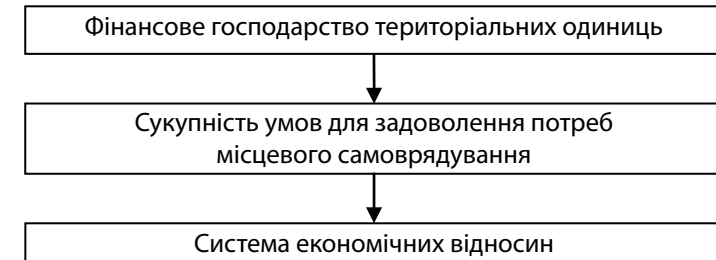 Фінансове господарство територіальних одиниць
Сукупність умов для задоволення потреб
місцевого самоврядування
Система економічних відносин